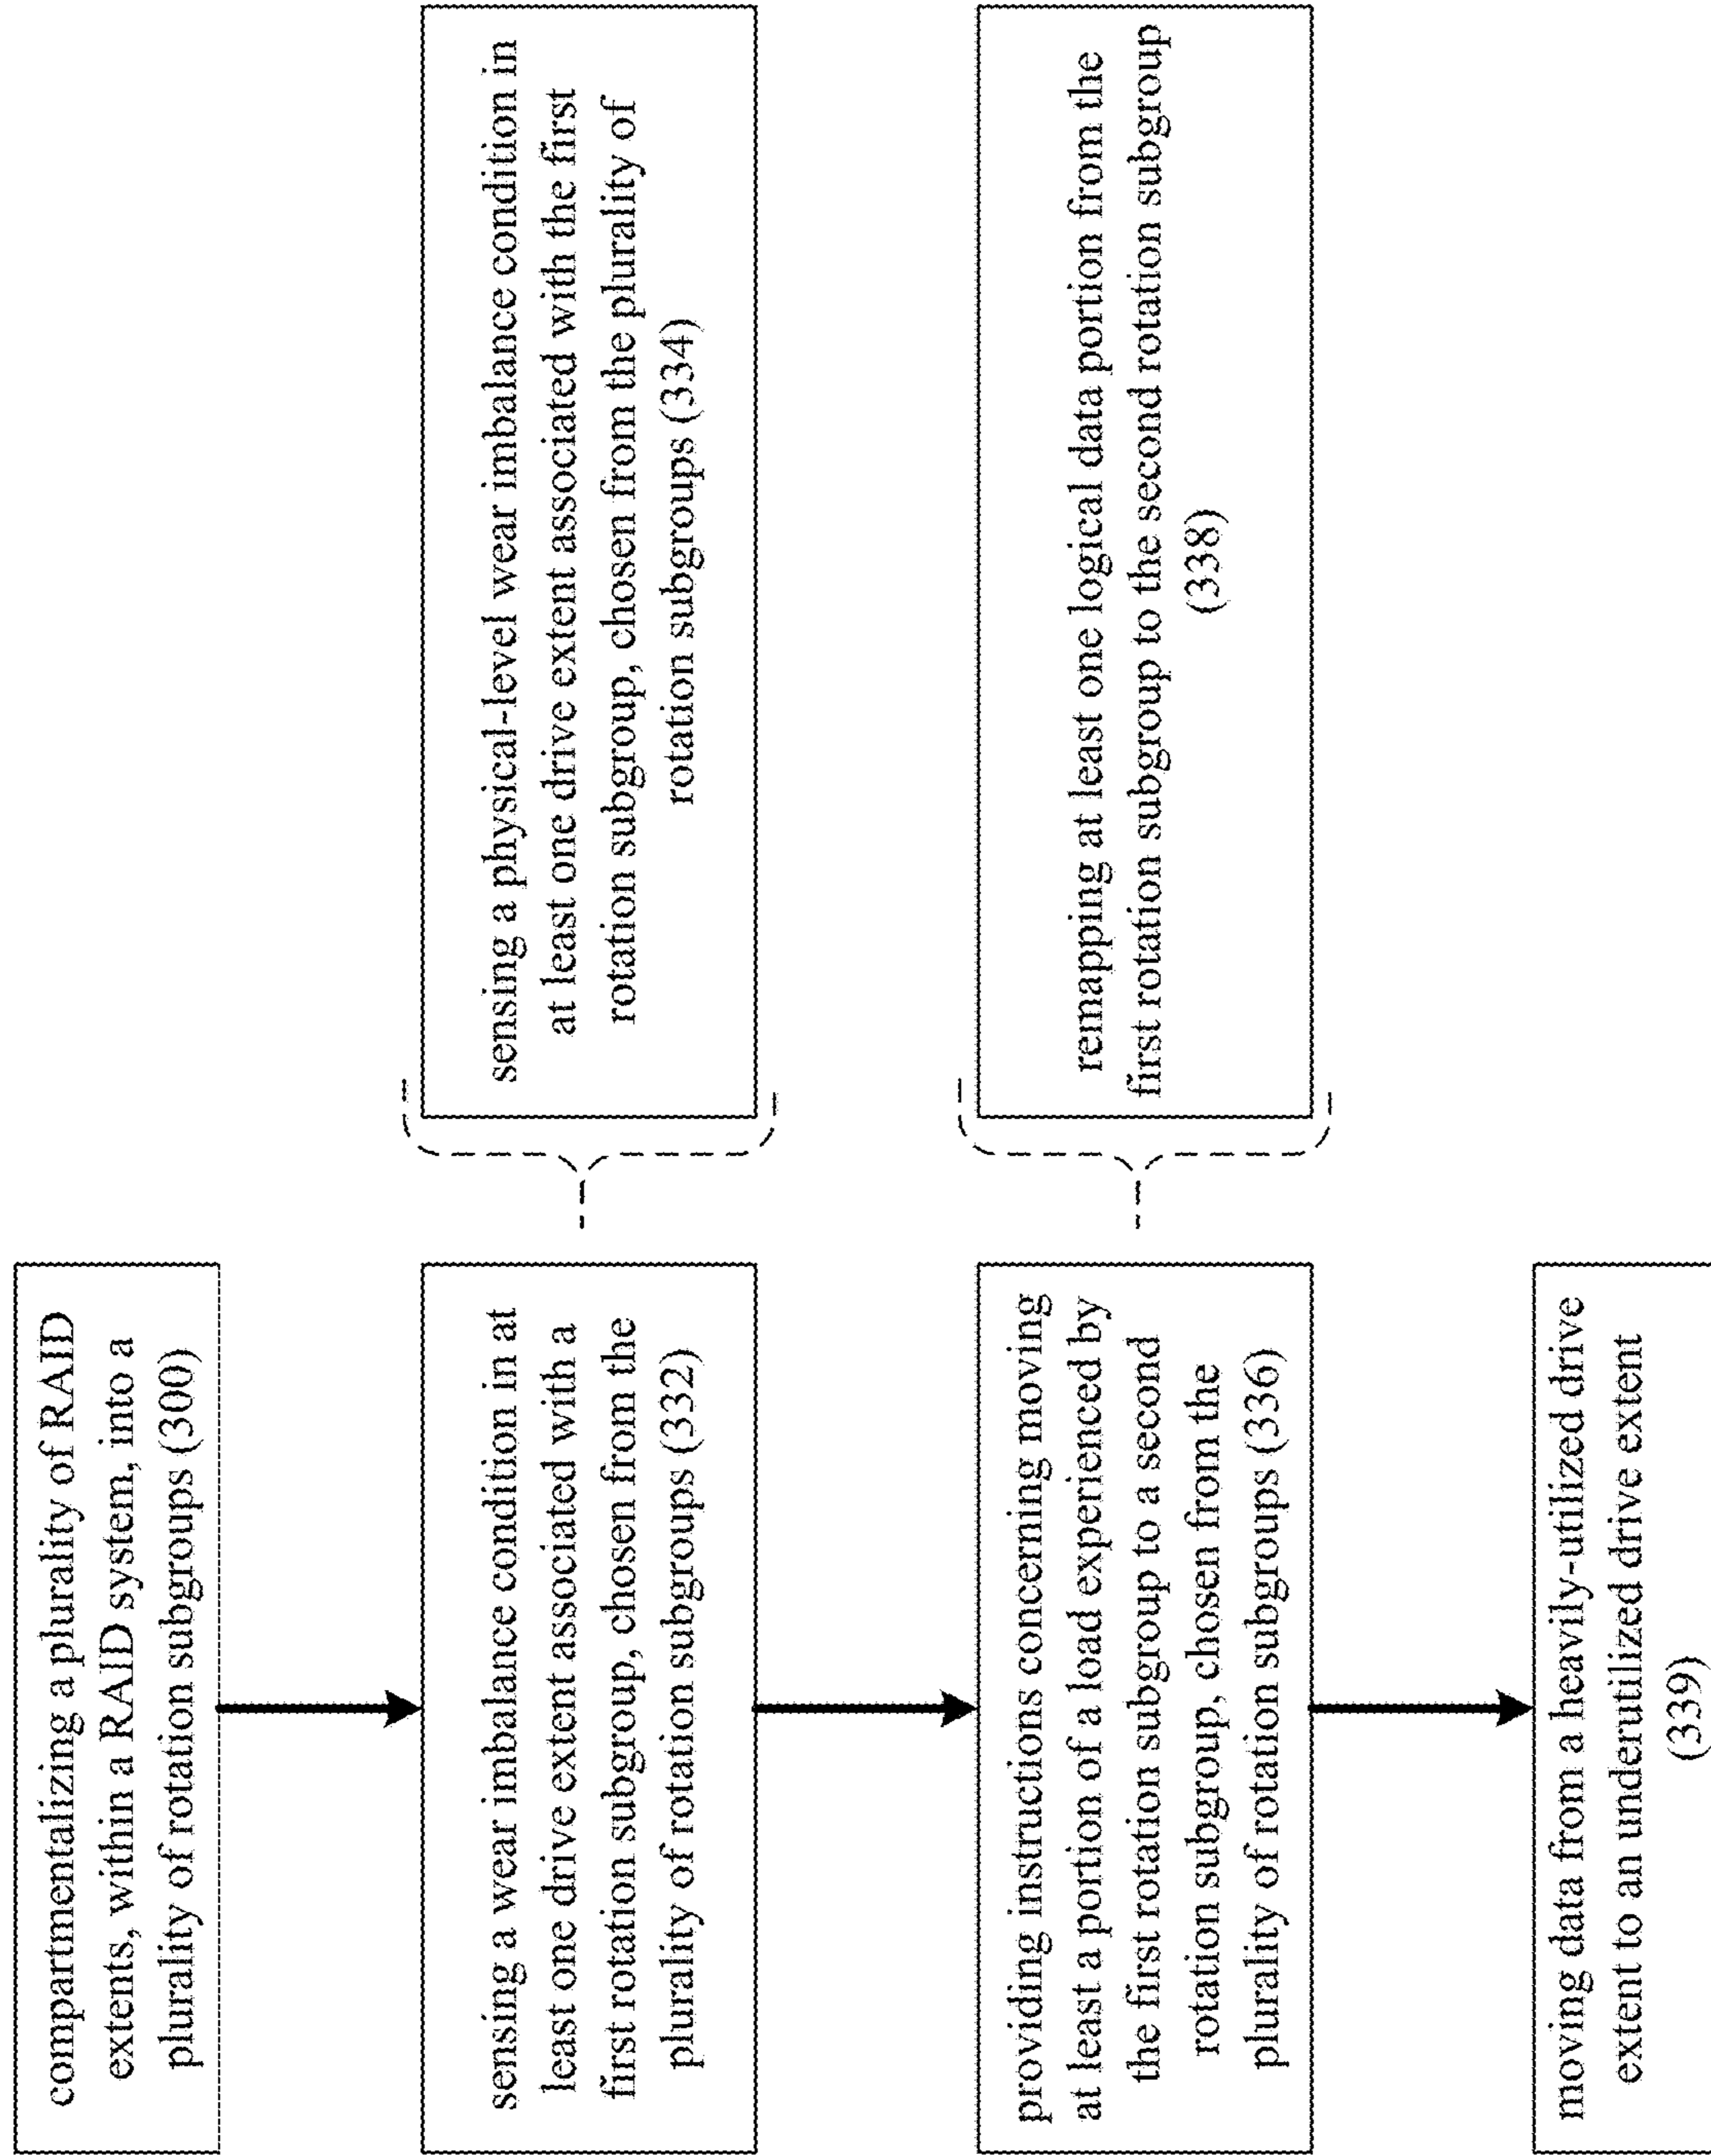 compartmentalizing a plurality of RAID
extents, within a RAID system, into a
plurality of rotation subgroups (300)
sensing a wear imbalance condition in at
least one drive extent associated with a
first rotation subgroup, chosen from the
plurality of rotation subgroups (332)
sensing a physical-level wear imbalance condition in
at least one drive extent associated with the first
rotation subgroup, chosen from the plurality of
rotation subgroups (334)
providing instructions concerning moving
at least a portion of a load experienced by
the first rotation subgroup to a second
rotation subgroup, chosen from the
plurality of rotation subgroups (336)
remapping at least one logical data portion from the
first rotation subgroup to the second rotation subgroup
(338)
moving data from a heavily-utilized drive
extent to an underutilized drive extent
(339)